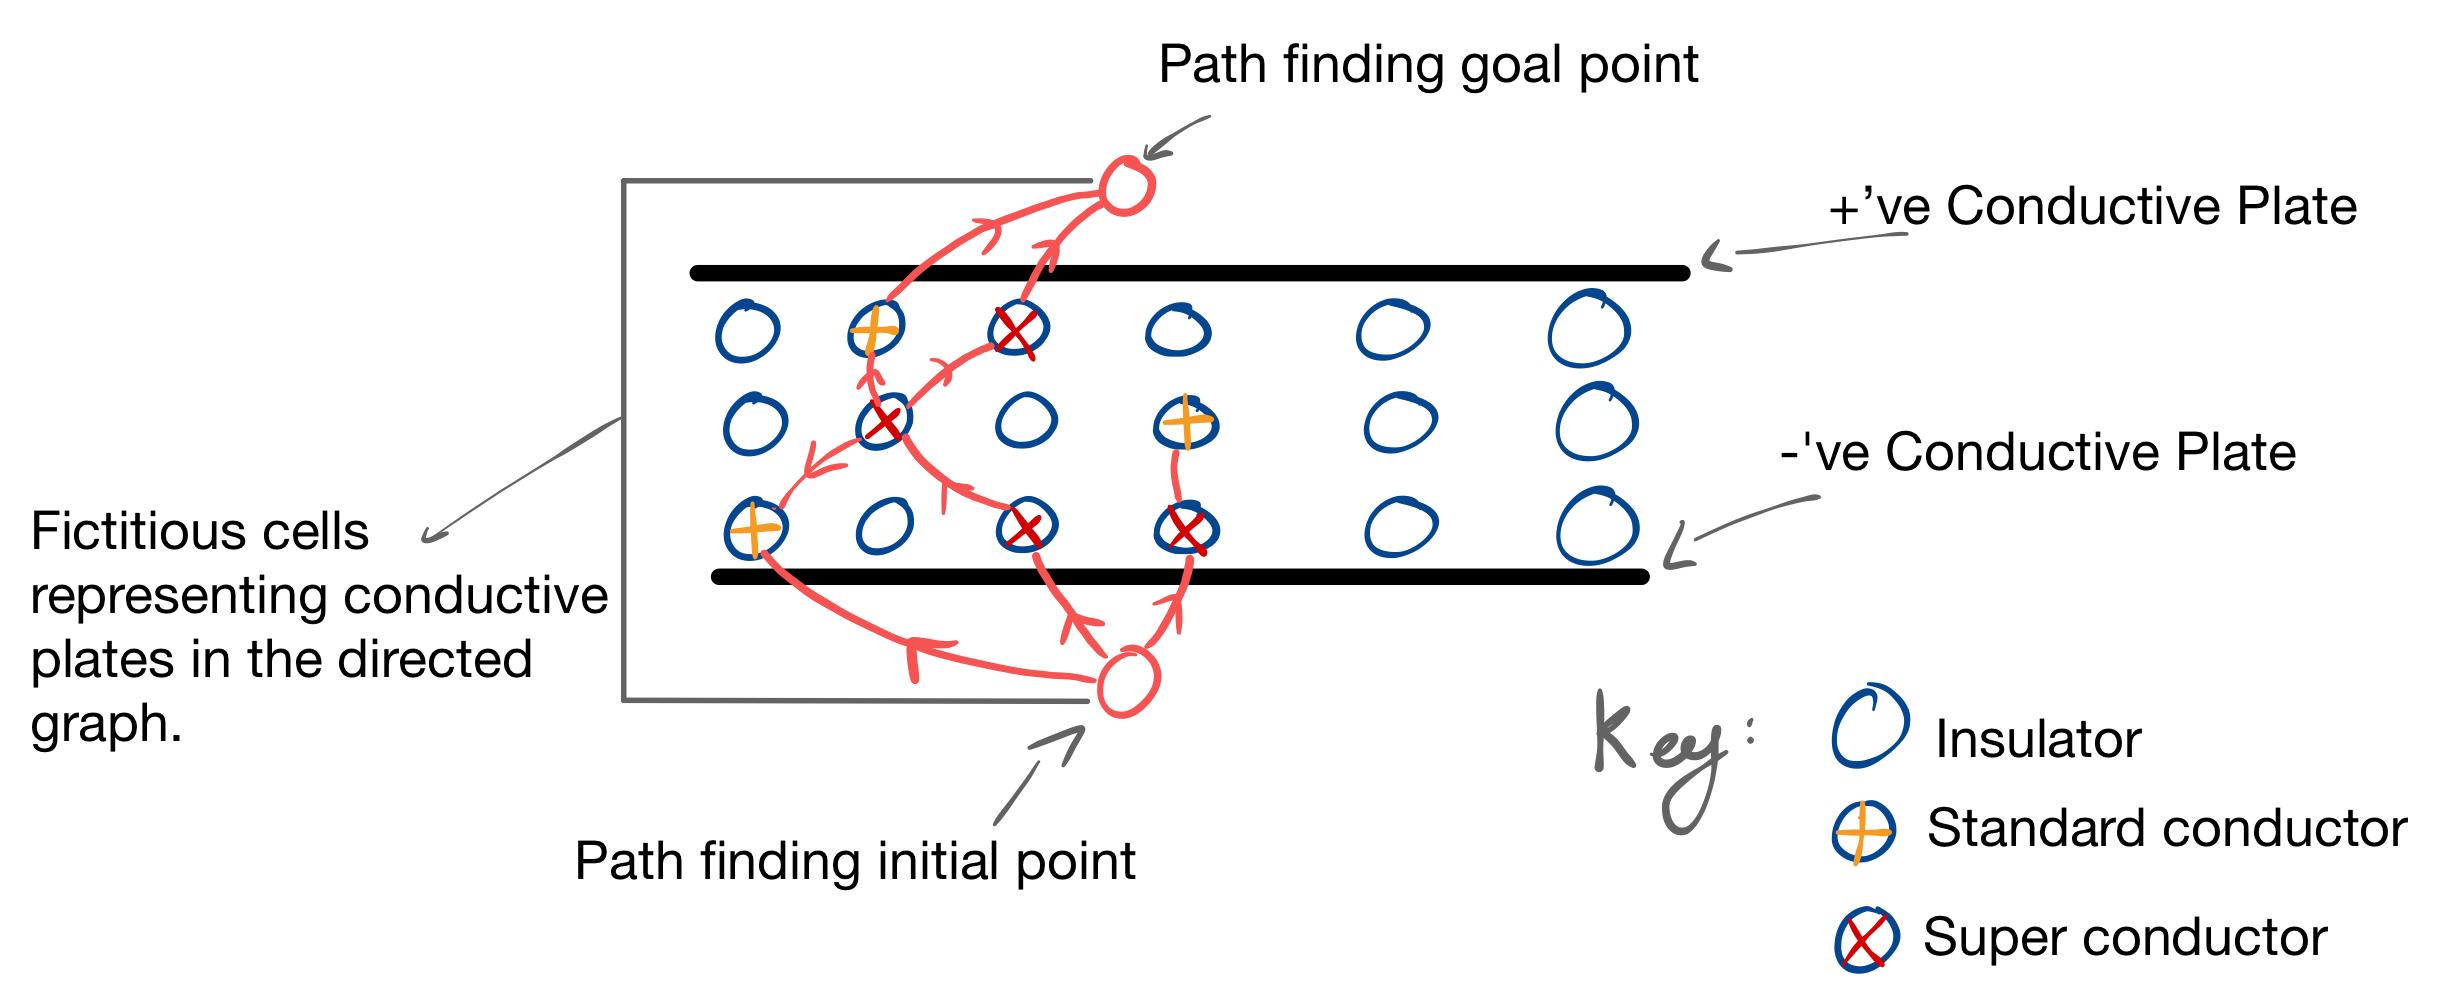 Path finding goal point
+’ve Conductive Plate
-'ve Conductive Plate
Fictitious cells
representing conductive
plates in the directed
graph.
Path finding initial point
Key:
Insulator
Standard conductor
Super conductor